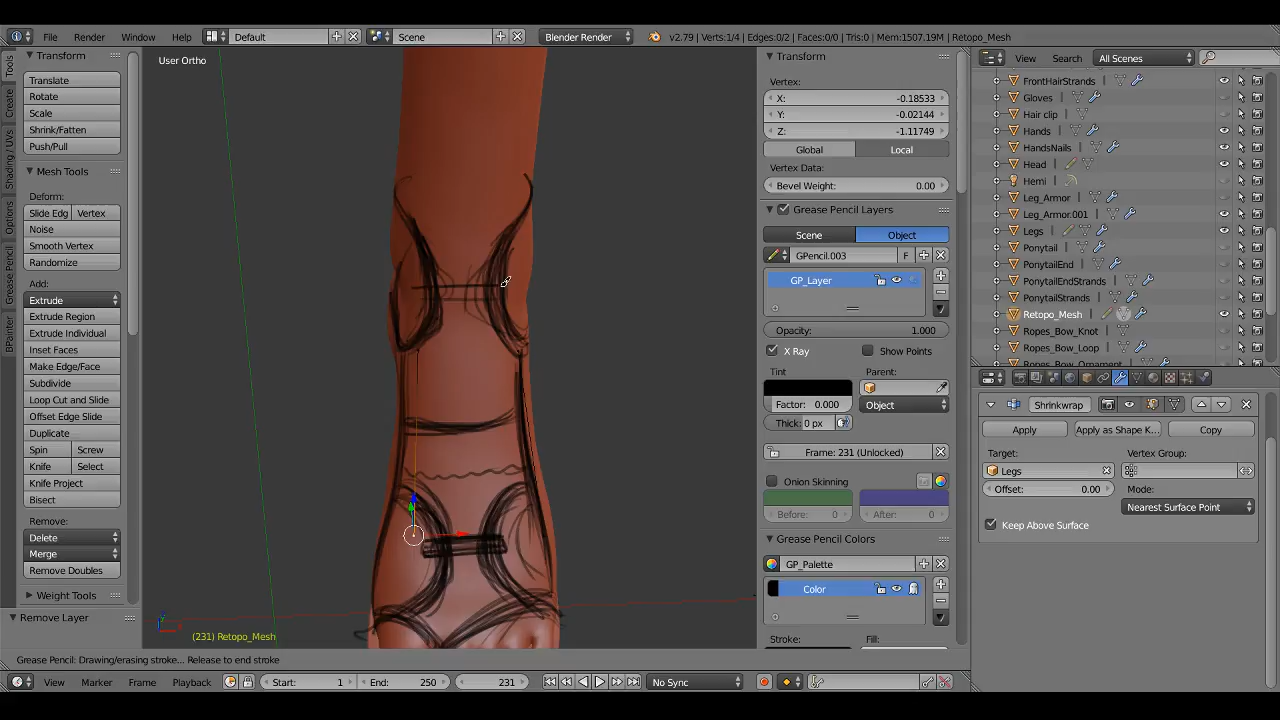 File Render Window Help Default Scene Blender Render v2.79 | Verts:1/4 | Edges:0/2 | Faces:0/0 | Tris:0 | Mem:1507.19M | Retopo_Mesh
Tools
Create
Shading / UVs
Options
Grease Pencil
BPainter
Transform
Translate
Rotate
Scale
Shrink/Fatten
Push/Pull
Mesh Tools
Deform:
Slide Edg Vertex
Noise
Smooth Vertex
Randomize
Add:
Extrude
Extrude Region
Extrude Individual
Inset Faces
Make Edge/Face
Subdivide
Loop Cut and Slide
Offset Edge Slide
Duplicate
Spin Screw
Knife Select
Knife Project
Bisect
Remove:
Delete
Merge
Remove Doubles
Weight Tools
Remove Layer
User Ortho
(231) Retopo_Mesh
Grease Pencil: Drawing/erasing stroke... Release to end stroke
Transform
Vertex:
X: -0.18533
Y: -0.02144
Z: -1.11749
Global Local
Vertex Data:
Bevel Weight: 0.00
Grease Pencil Layers
Scene Object
GPencil.003 F
GP_Layer
Opacity: 1.000
X Ray Show Points
Tint Parent:
Factor: 0.000 Object
Thick: 0 px
Frame: 231 (Unlocked)
Onion Skinning
Before: 0 After: 0
Grease Pencil Colors
GP_Palette
Color
Stroke: Fill:
View Search All Scenes
FrontHairStrands
Gloves
Hair clip
Hands
HandsNails
Head
Hemi
Leg_Armor
Leg_Armor.001
Legs
Ponytail
PonytailEnd
PonytailEndStrands
PonytailStrands
Retopo_Mesh
Ropes_Bow_Knot
Ropes_Bow_Loop
Ropes_Bow_Ornament
Shrinkwrap
Apply Apply as Shape K... Copy
Target: Vertex Group:
Legs
Offset: 0.00 Mode:
Nearest Surface Point
Keep Above Surface
View Marker Frame Playback Start: 1 End: 250 231 No Sync